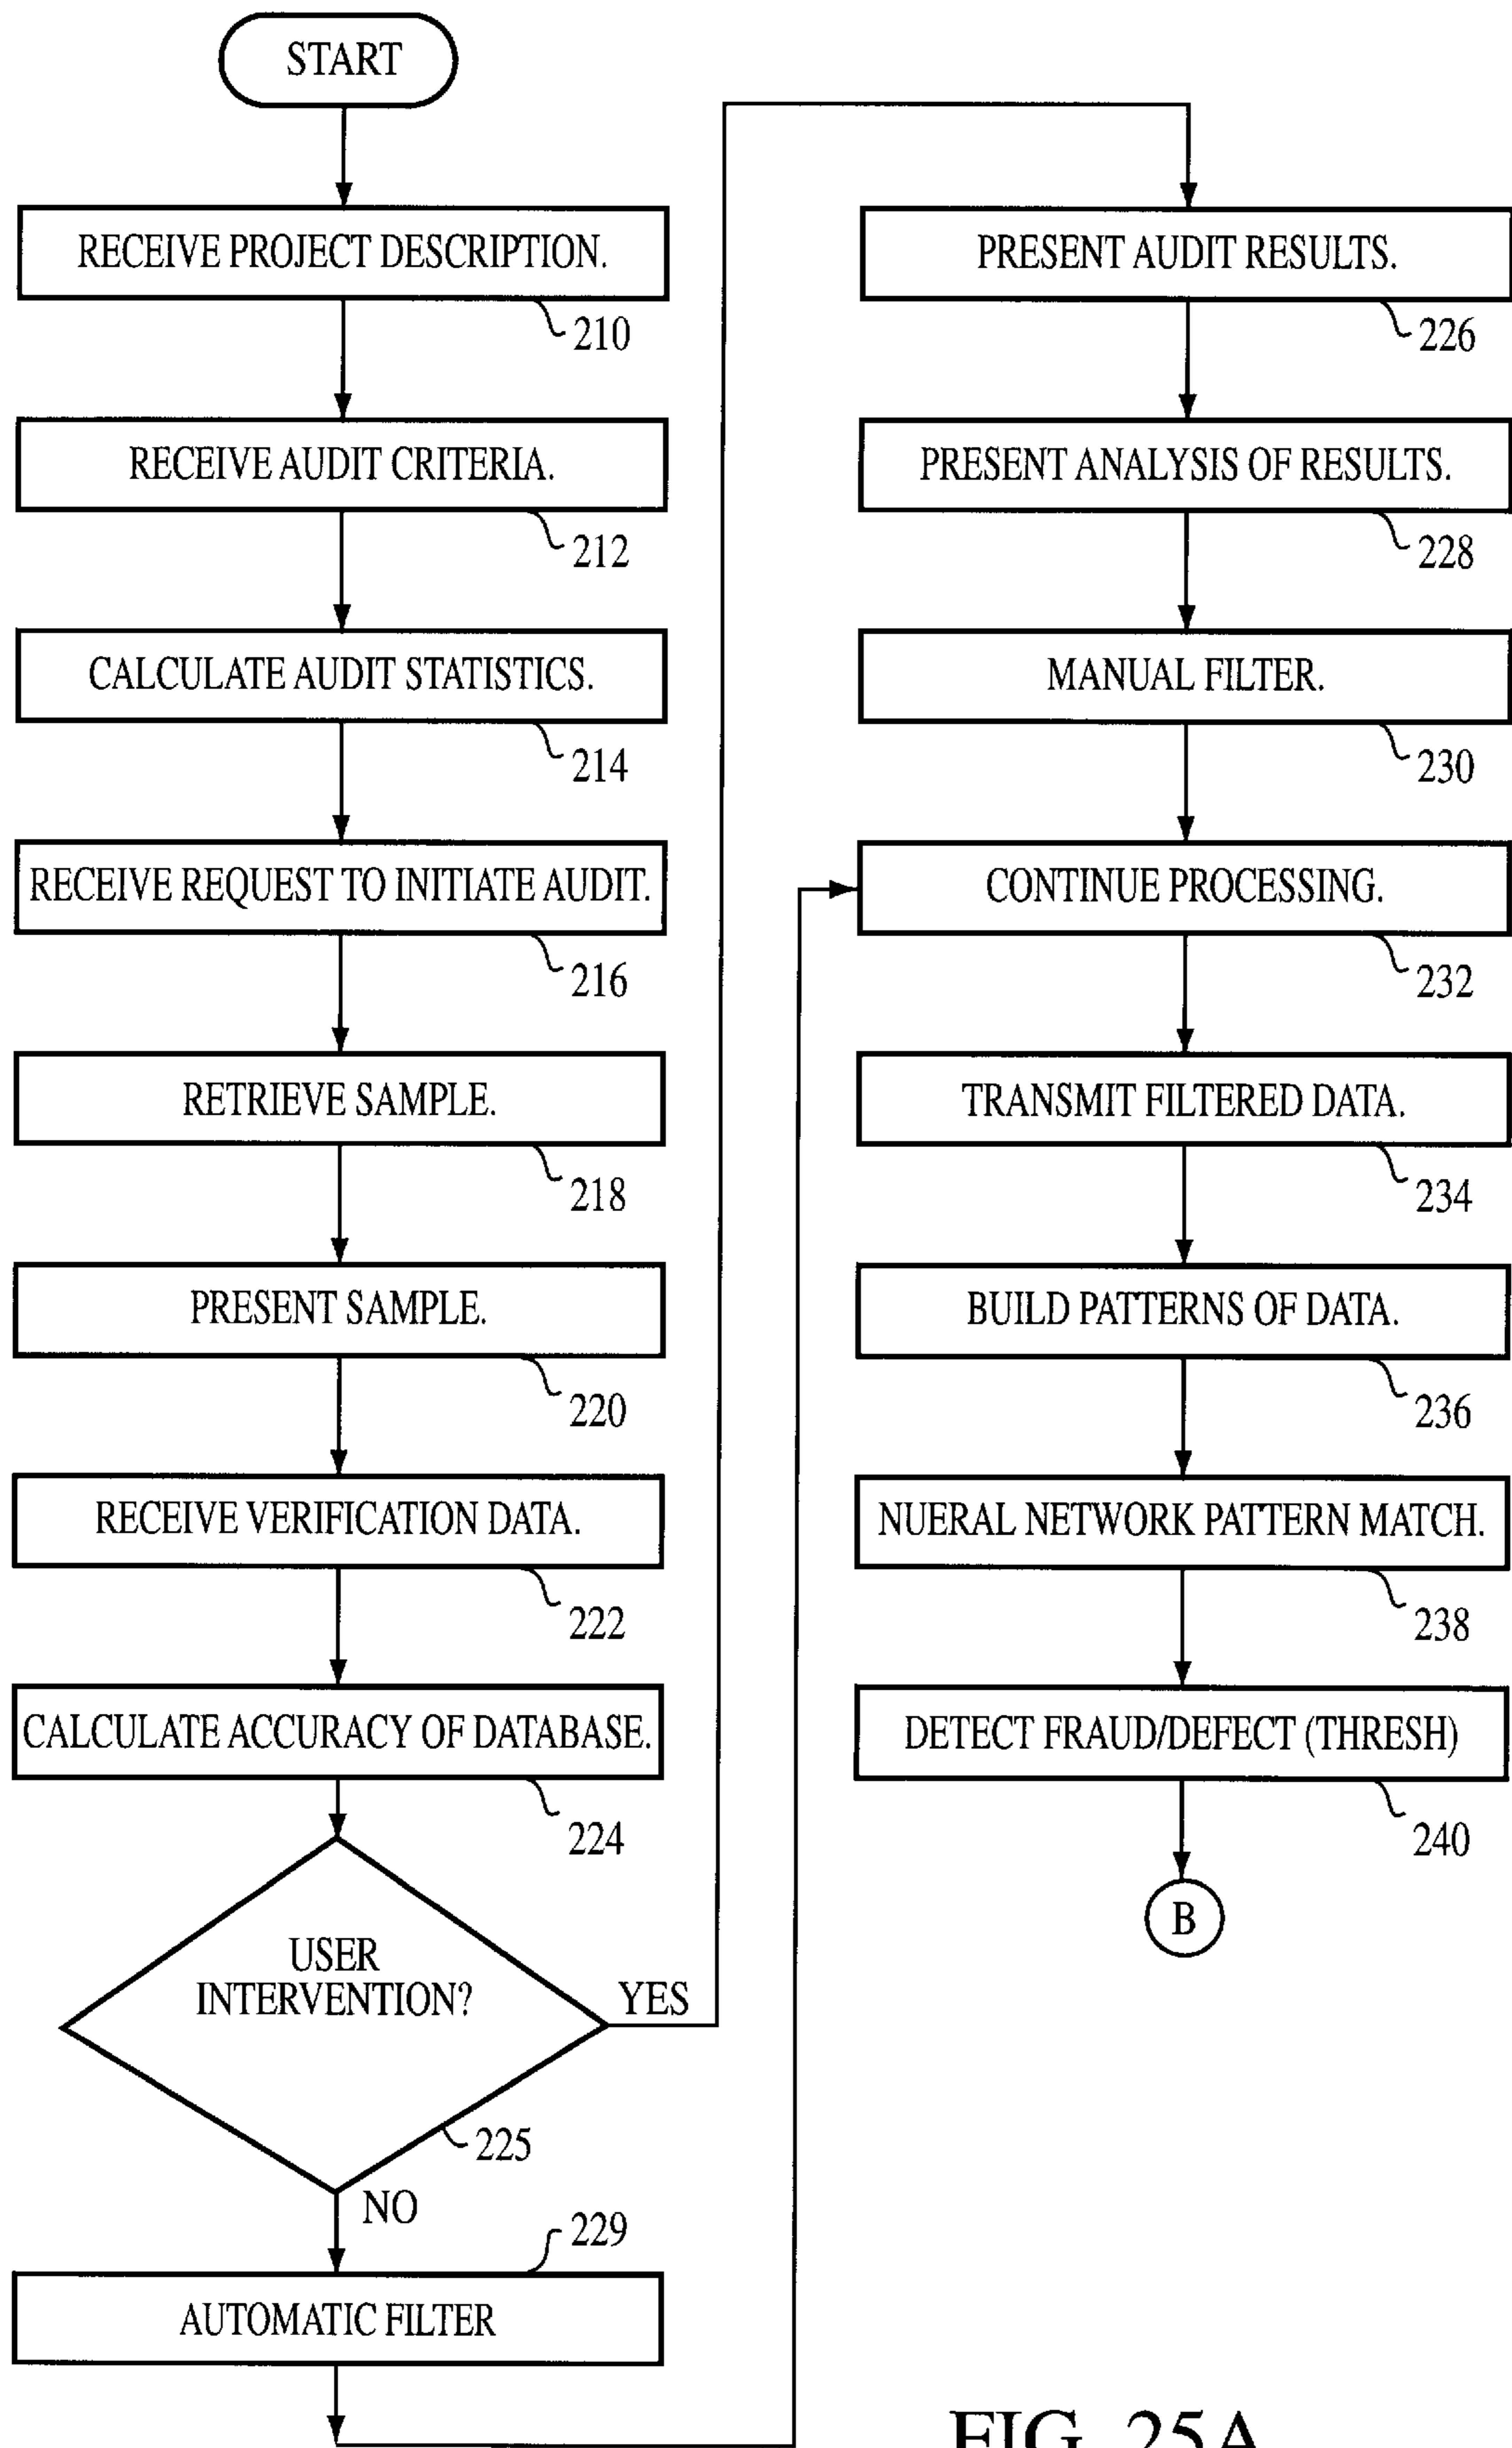 START
RECEIVE PROJECT DESCRIPTION.
210
RECEIVE AUDIT CRITERIA.
212
CALCULATE AUDIT STATISTICS.
214
RECEIVE REQUEST TO INITIATE AUDIT.
216
RETRIEVE SAMPLE.
218
PRESENT SAMPLE.
220
RECEIVE VERIFICATION DATA.
222
CALCULATE ACCURACY OF DATABASE.
224
USER
INTERVENTION?
YES
225
NO
229
AUTOMATIC FILTER
PRESENT AUDIT RESULTS.
226
PRESENT ANALYSIS OF RESULTS.
228
MANUAL FILTER.
230
CONTINUE PROCESSING.
232
TRANSMIT FILTERED DATA.
234
BUILD PATTERNS OF DATA.
236
NUERAL NETWORK PATTERN MATCH.
238
DETECT FRAUD/DEFECT (THRESH)
240
B
FIG. 25A